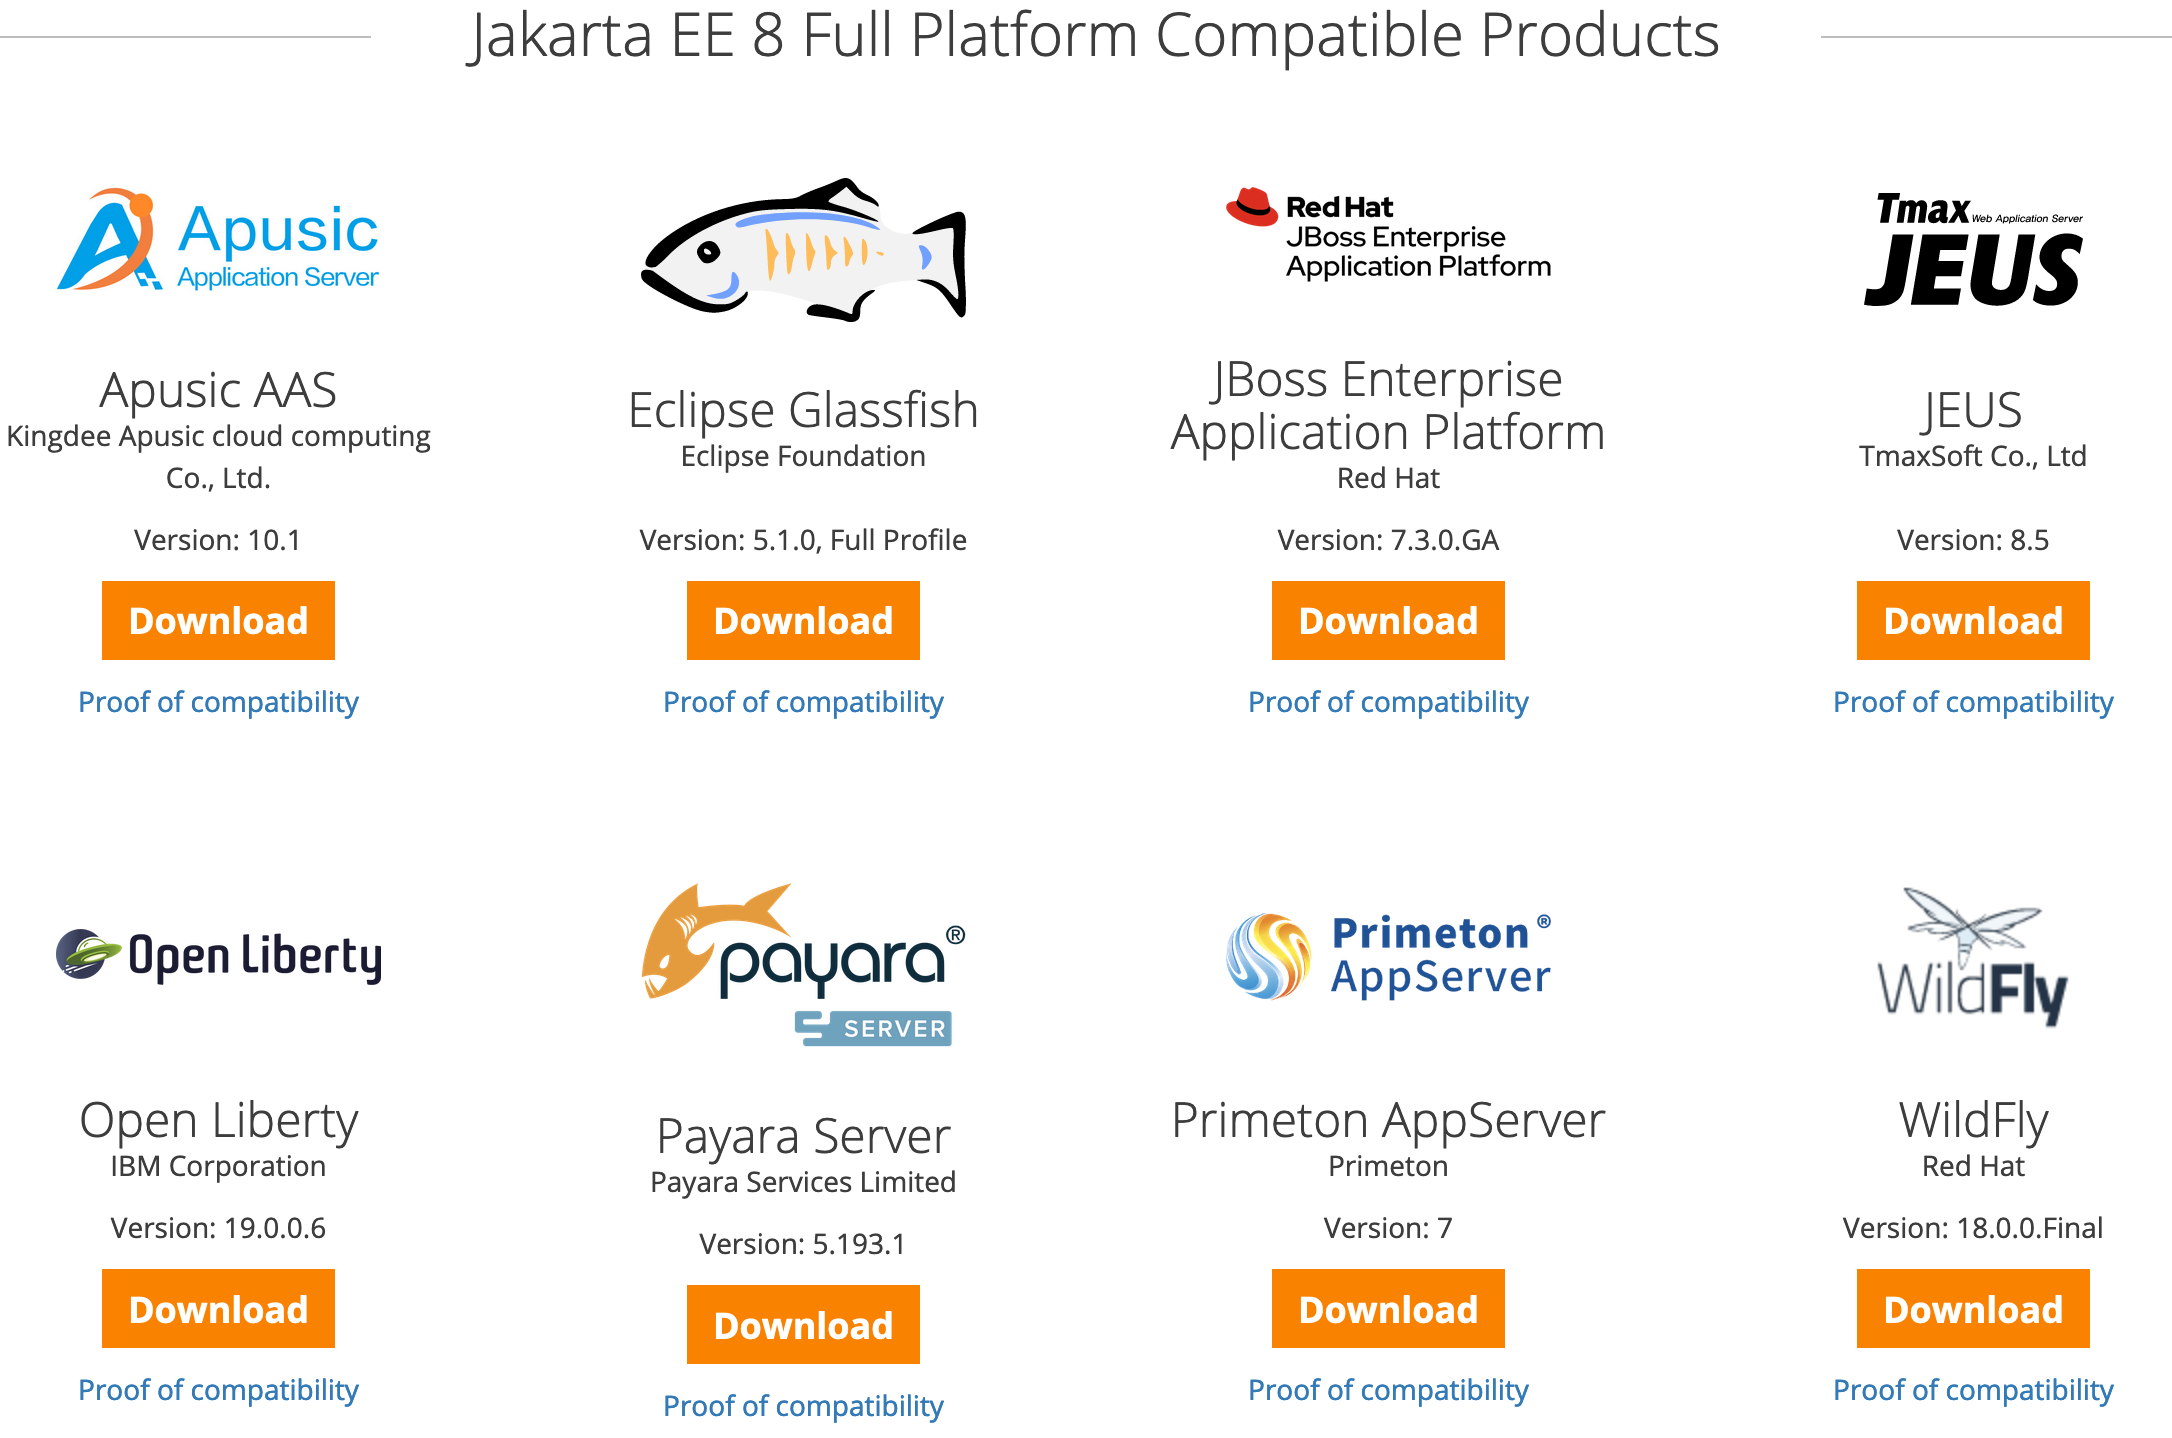 Jakarta EE 8 Full Platform Compatible Products
Apusic
Application Server
Red Hat
JBoss Enterprise
Application Platform
Tmax Web Application Server
JEUS
Apusic AAS
Kingdee Apusic cloud computing
Co., Ltd.
Version: 10.1
Download
Proof of compatibility
Eclipse Glassfish
Eclipse Foundation
Version: 5.1.0, Full Profile
Download
Proof of compatibility
JBoss Enterprise
Application Platform
Red Hat
Version: 7.3.0.GA
Download
Proof of compatibility
JEUS
TmaxSoft Co., Ltd
Version: 8.5
Download
Proof of compatibility
Open Liberty
payara®
SERVER
Primeton®
AppServer
WildFly
Open Liberty
IBM Corporation
Version: 19.0.0.6
Download
Proof of compatibility
Payara Server
Payara Services Limited
Version: 5.193.1
Download
Proof of compatibility
Primeton AppServer
Primeton
Version: 7
Download
Proof of compatibility
WildFly
Red Hat
Version: 18.0.0.Final
Download
Proof of compatibility